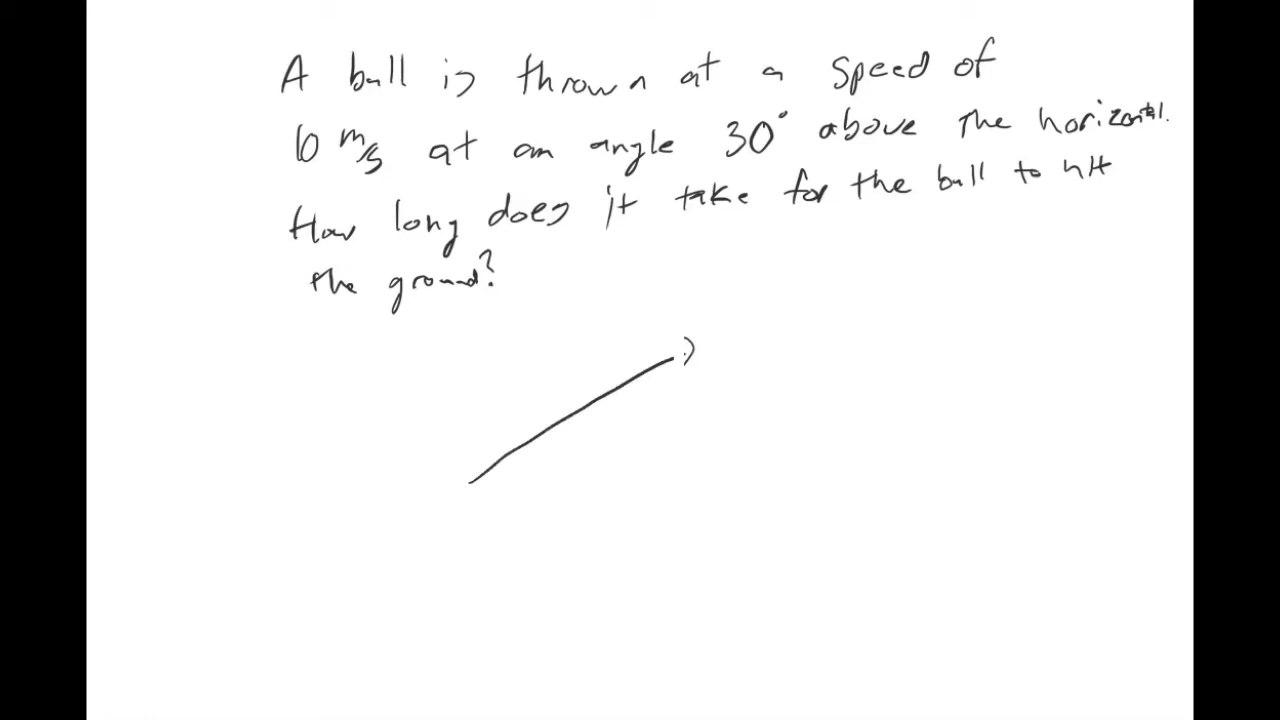 A ball is thrown at a speed of
10 m/s at an angle 30° above the horizontal.
How long does it take for the ball to hit
the ground?